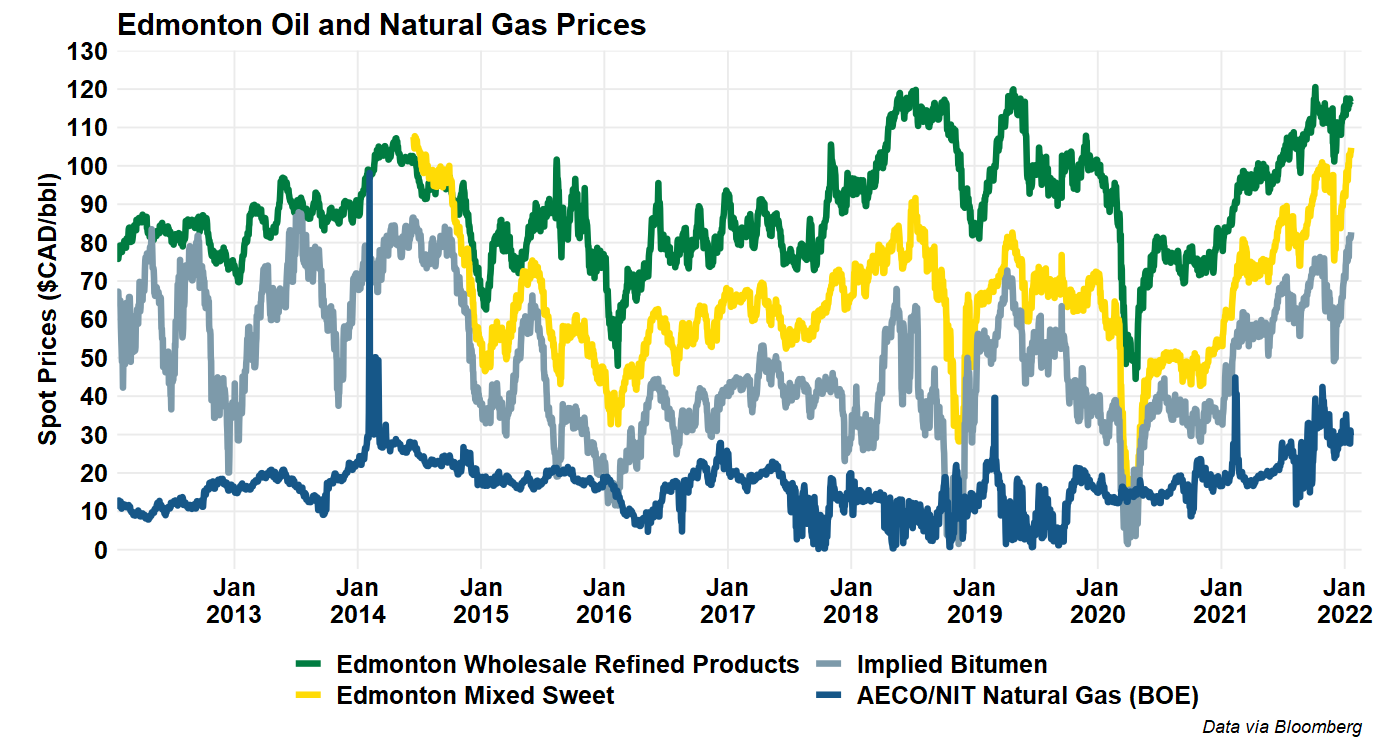 Edmonton Oil and Natural Gas Prices
130
120
110
100
90
80
70
60
50
40
30
20
10
0
Spot Prices ($CAD/bbl)
Jan 2013
Jan 2014
Jan 2015
Jan 2016
Jan 2017
Jan 2018
Jan 2019
Jan 2020
Jan 2021
Jan 2022
Edmonton Wholesale Refined Products
Implied Bitumen
Edmonton Mixed Sweet
AECO/NIT Natural Gas (BOE)
Data via Bloomberg